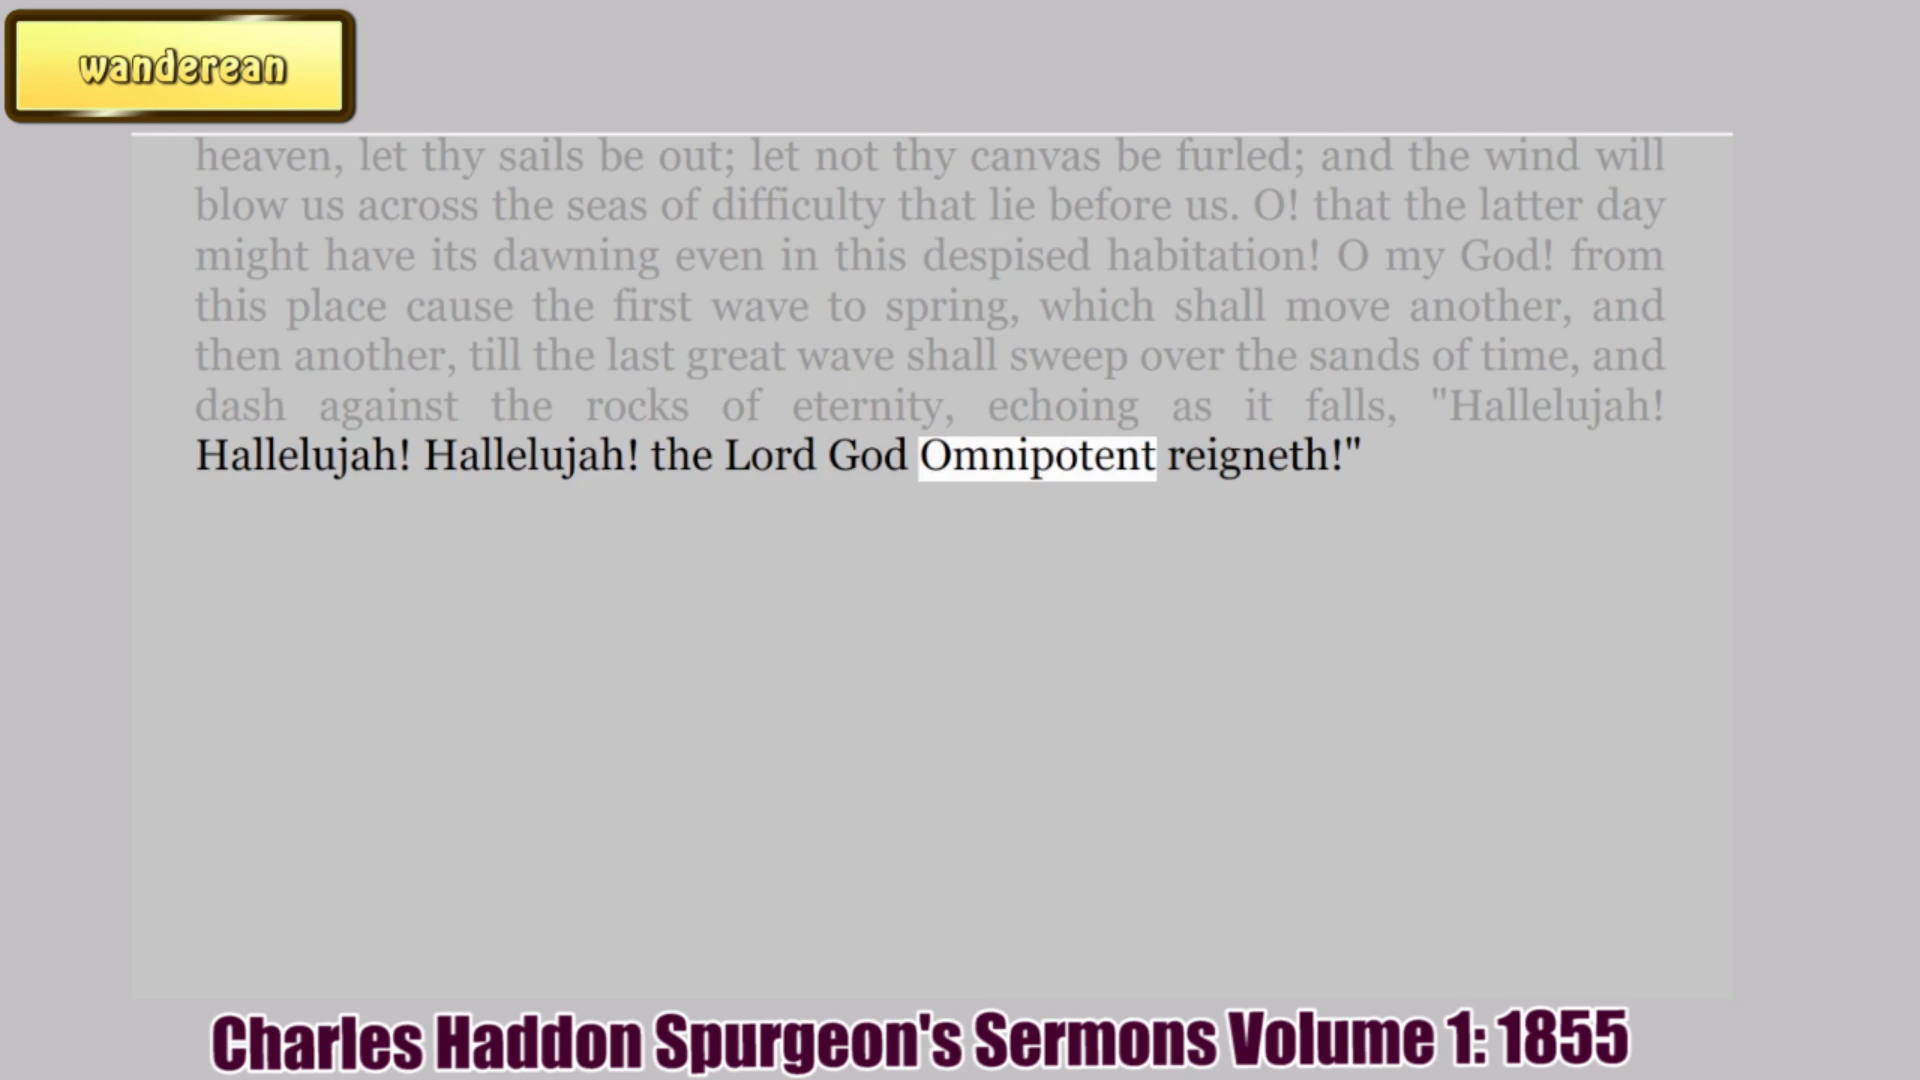 wanderean
heaven, let thy sails be out; let not thy canvas be furled; and the wind will
blow us across the seas of difficulty that lie before us. O! that the latter day
might have its dawning even in this despised habitation! O my God! from
this place cause the first wave to spring, which shall move another, and
then another, till the last great wave shall sweep over the sands of time, and
dash against the rocks of eternity, echoing as it falls, "Hallelujah!
Hallelujah! Hallelujah! the Lord God Omnipotent reigneth!"
Charles Haddon Spurgeon's Sermons Volume 1: 1855